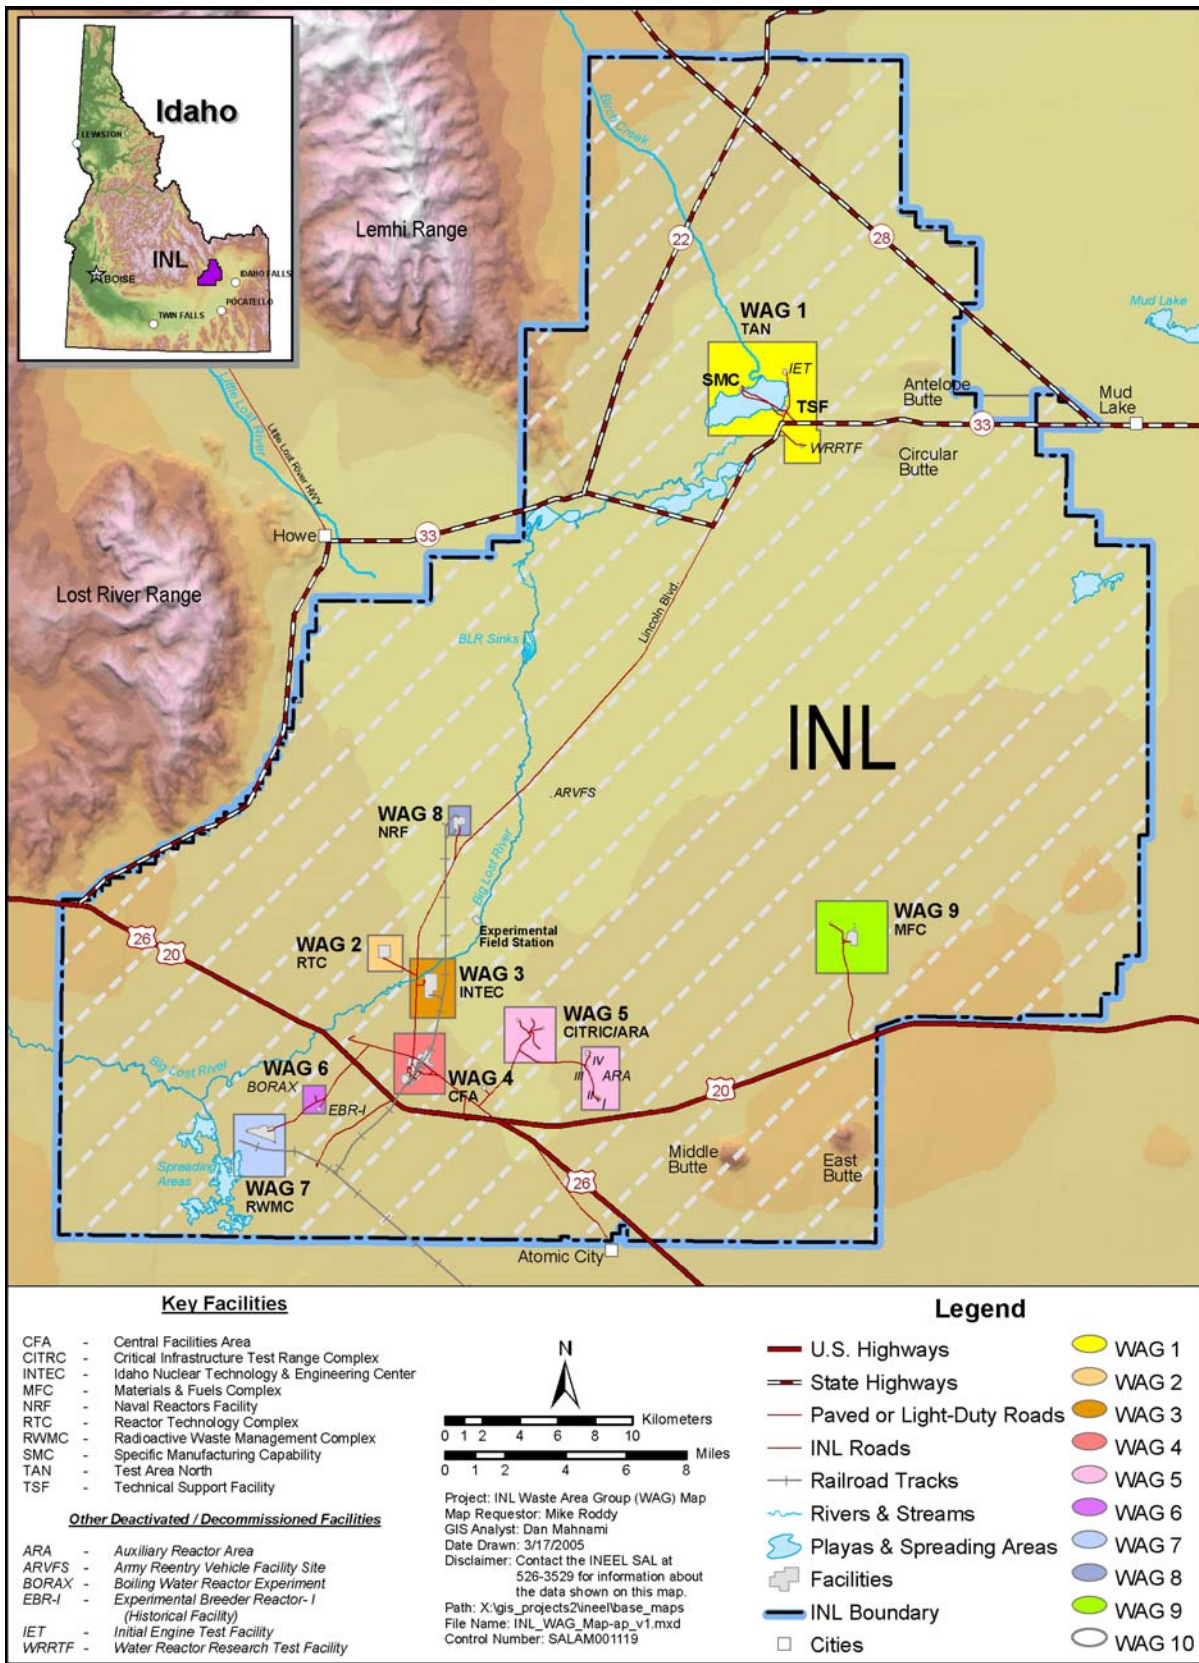 Idaho
LEWISTON
INL
BOISE
IDAHO FALLS
POCATELLO
TWIN FALLS
Lemhi Range
Birch Creek
22
28
WAG 1
TAN
Mud Lake
SMC
IET
TSF
Antelope
Butte
Mud
Lake
33
WRRTF
Circular
Butte
Little Lost River
Little Lost River HWY
Howe
33
Lost River Range
BLR Sinks
Lincoln Blvd.
INL
ARVFS
WAG 8
NRF
Big Lost River
26
20
WAG 2
RTC
Experimental
Field Station
WAG 3
INTEC
WAG 9
MFC
WAG 5
CITRIC/ARA
Big Lost River
WAG 6
BORAX
EBR-I
WAG 4
CFA
IV
III
ARA
II
I
20
Spreading
Areas
WAG 7
RWMC
26
Middle
Butte
East
Butte
Atomic City
Key Facilities
CFA - Central Facilities Area
CITRC - Critical Infrastructure Test Range Complex
INTEC - Idaho Nuclear Technology & Engineering Center
MFC - Materials & Fuels Complex
NRF - Naval Reactors Facility
RTC - Reactor Technology Complex
RWMC - Radioactive Waste Management Complex
SMC - Specific Manufacturing Capability
TAN - Test Area North
TSF - Technical Support Facility
Other Deactivated / Decommissioned Facilities
ARA - Auxiliary Reactor Area
ARVFS - Army Reentry Vehicle Facility Site
BORAX - Boiling Water Reactor Experiment
EBR-I - Experimental Breeder Reactor- I
(Historical Facility)
IET - Initial Engine Test Facility
WRRTF - Water Reactor Research Test Facility
N
0 1 2 4 6 8 10 Kilometers
0 1 2 4 6 8 Miles
Project: INL Waste Area Group (WAG) Map
Map Requestor: Mike Roddy
GIS Analyst: Dan Mahnami
Date Drawn: 3/17/2005
Disclaimer: Contact the INEEL SAL at
526-3529 for information about
the data shown on this map.
Path: X:\gis_projects2\ineel\base_maps
File Name: INL_WAG_Map-ap_v1.mxd
Control Number: SALAM001119
Legend
U.S. Highways
State Highways
Paved or Light-Duty Roads
INL Roads
Railroad Tracks
Rivers & Streams
Playas & Spreading Areas
Facilities
INL Boundary
Cities
WAG 1
WAG 2
WAG 3
WAG 4
WAG 5
WAG 6
WAG 7
WAG 8
WAG 9
WAG 10